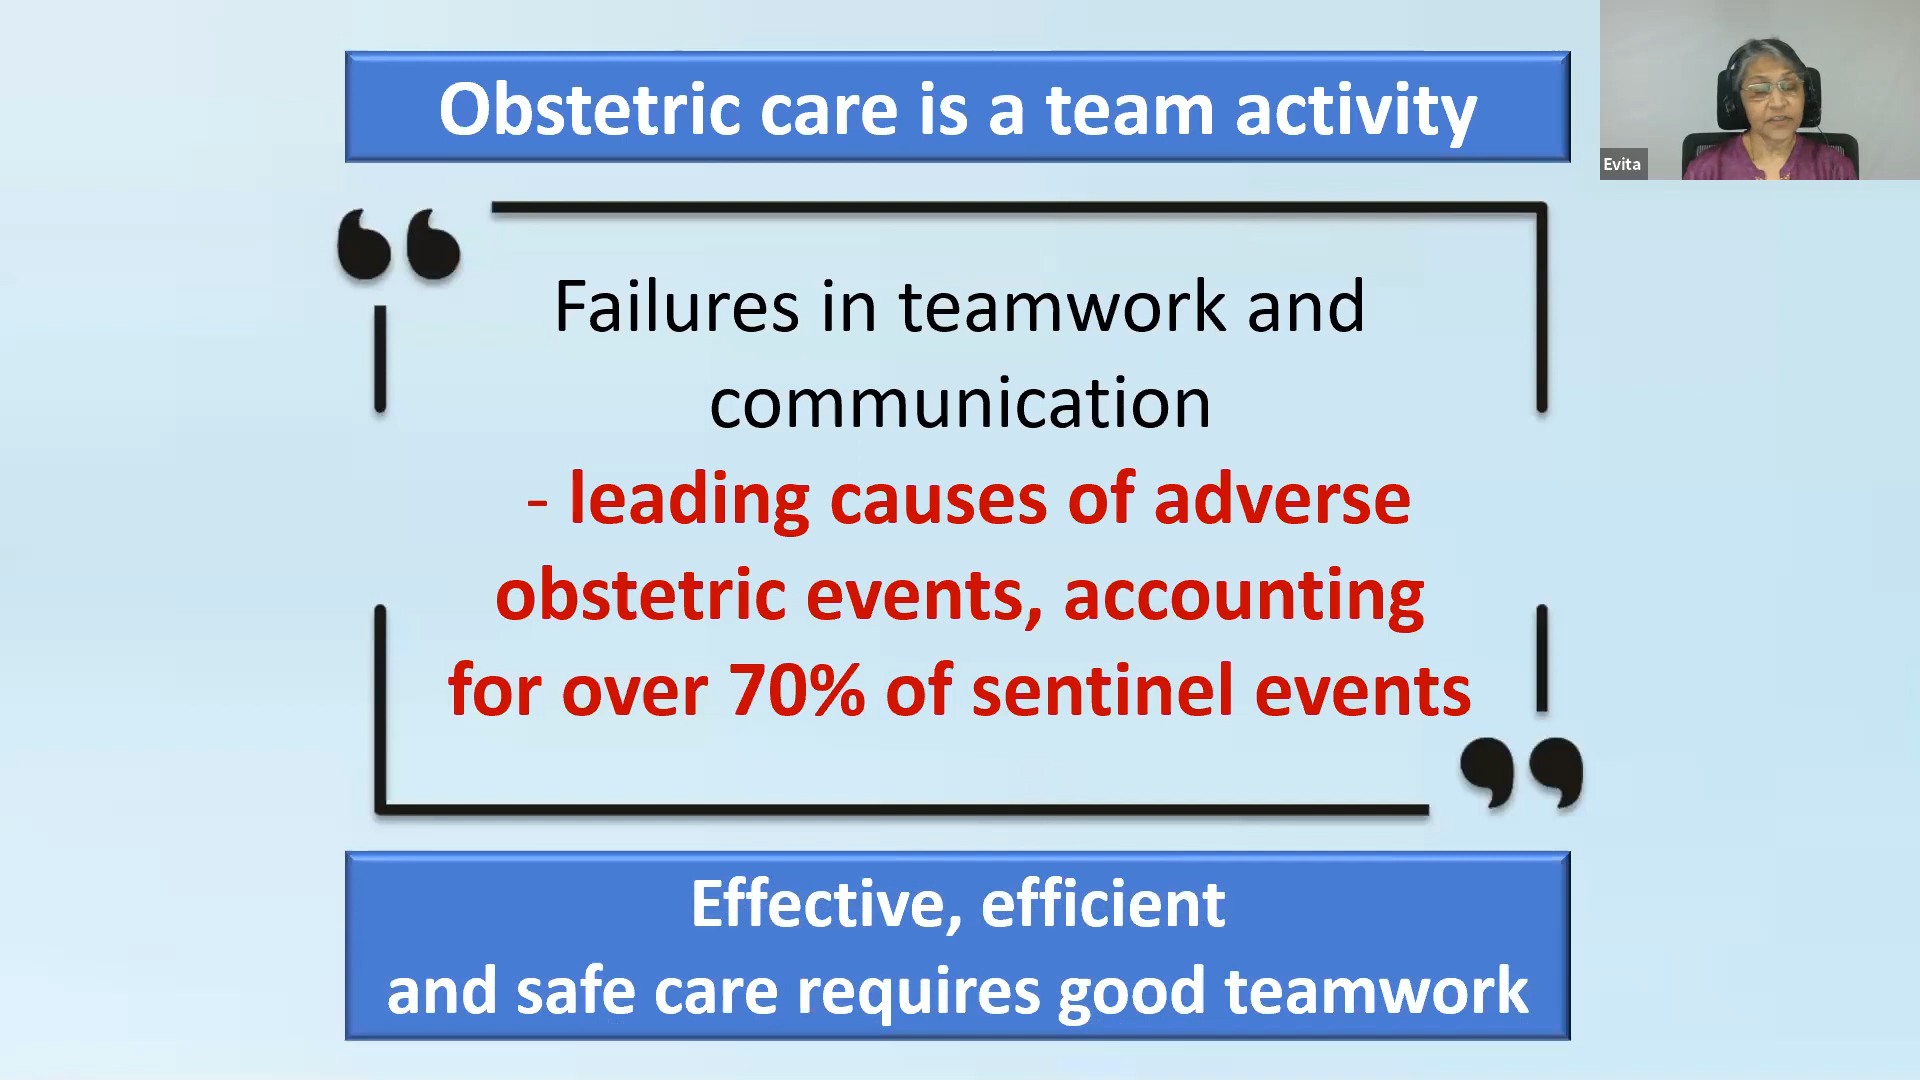 Obstetric care is a team activity
Evita
“
Failures in teamwork and
communication
- leading causes of adverse
obstetric events, accounting
for over 70% of sentinel events
”
Effective, efficient
and safe care requires good teamwork